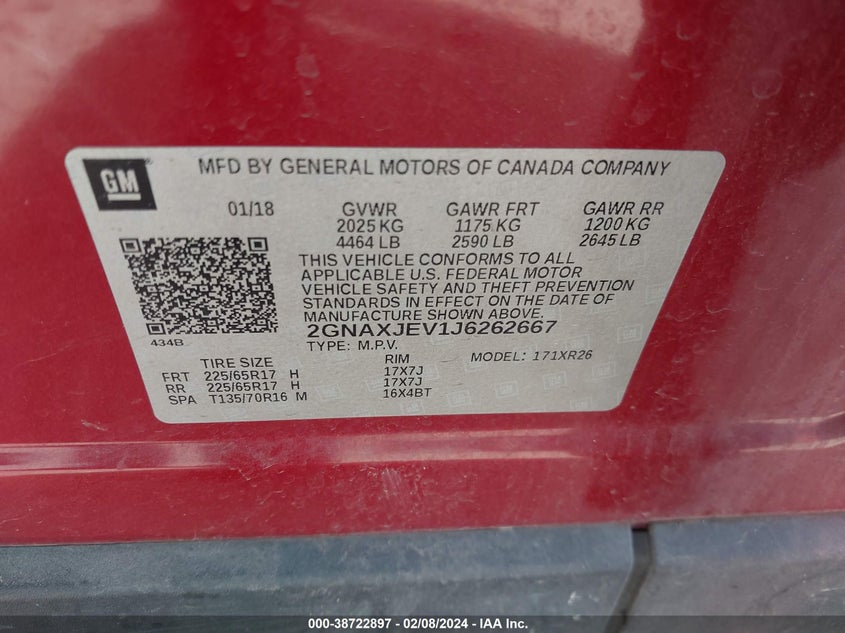 GM
MFD BY GENERAL MOTORS OF CANADA COMPANY
01/18 GVWR GAWR FRT GAWR RR
2025 KG 1175 KG 1200 KG
4464 LB 2590 LB 2645 LB
THIS VEHICLE CONFORMS TO ALL
APPLICABLE U.S. FEDERAL MOTOR
VEHICLE SAFETY AND THEFT PREVENTION
STANDARDS IN EFFECT ON THE DATE OF
MANUFACTURE SHOWN ABOVE.
434B 2GNAXJEV1J6262667
TYPE: M.P.V. MODEL: 171XR26
TIRE SIZE RIM
FRT 225/65R17 H 17X7J
RR 225/65R17 H 17X7J
SPA T135/70R16 M 16X4BT
000-38722897 - 02/08/2024 - IAA Inc.